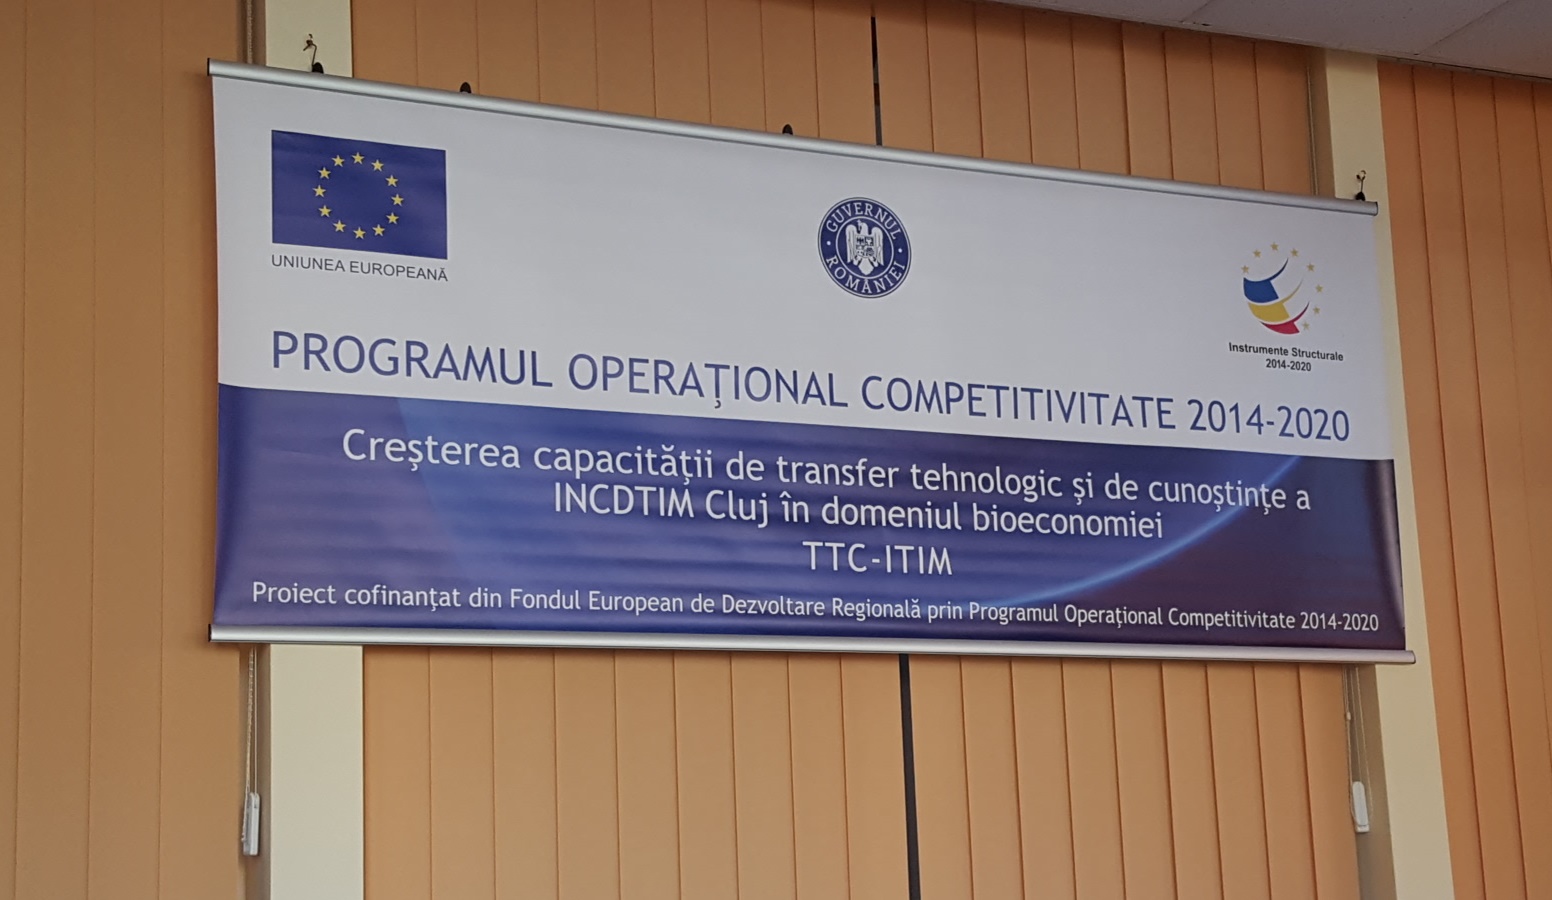 UNIUNEA EUROPEANĂ
GUVERNUL ROMÂNIEI
Instrumente Structurale
2014-2020
PROGRAMUL OPERAŢIONAL COMPETITIVITATE 2014-2020
Creşterea capacităţii de transfer tehnologic şi de cunoştinţe a
INCDTIM Cluj în domeniul bioeconomiei
TTC-ITIM
Proiect cofinanţat din Fondul European de Dezvoltare Regională prin Programul Operaţional Competitivitate 2014-2020